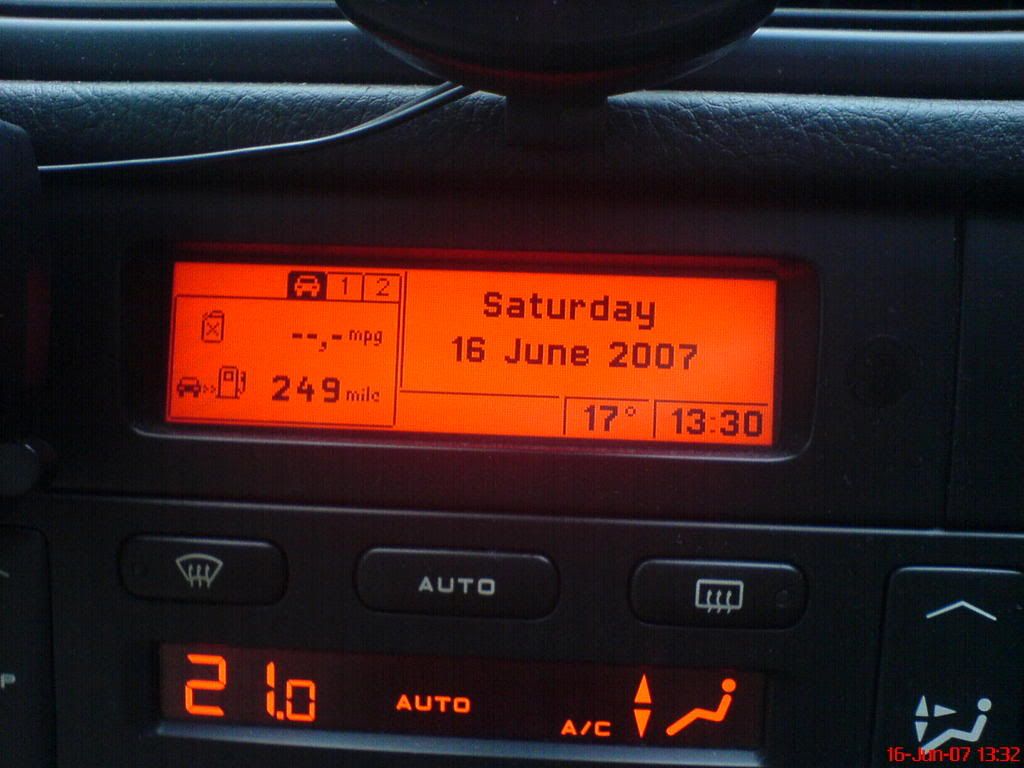 1 2
--,- mpg
249 mile
Saturday
16 June 2007
17° 13:30
AUTO
21.0 AUTO A/C
P
16-Jun-07 13:32